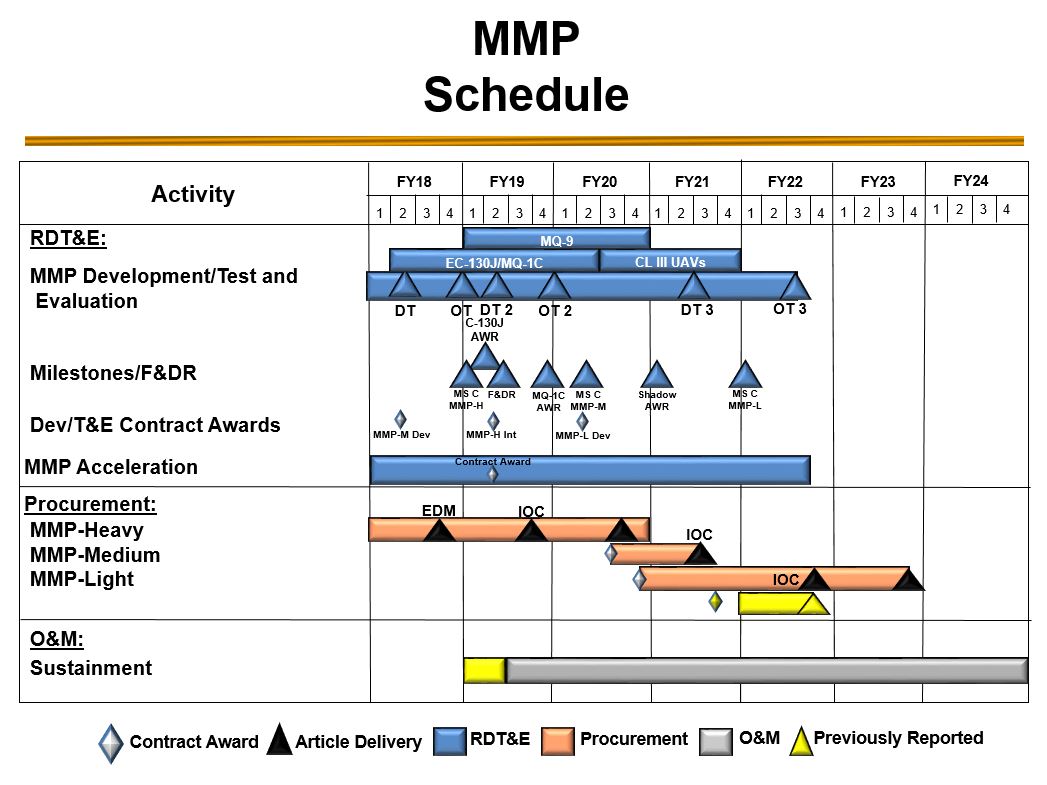 MMP
Schedule
Activity
FY18 FY19 FY20 FY21 FY22 FY23 FY24
1 2 3 4 1 2 3 4 1 2 3 4 1 2 3 4 1 2 3 4 1 2 3 4 1 2 3 4
RDT&E:
MQ-9
EC-130J/MQ-1C CL III UAVs
MMP Development/Test and
Evaluation
DT OT DT 2 OT 2 DT 3 OT 3
C-130J
AWR
Milestones/F&DR
MS C
MMP-H
F&DR
MQ-1C
AWR
MS C
MMP-M
Shadow
AWR
MS C
MMP-L
Dev/T&E Contract Awards
MMP-M Dev MMP-H Int MMP-L Dev
MMP Acceleration
Contract Award
Procurement:
EDM IOC
MMP-Heavy
IOC
MMP-Medium
MMP-Light
IOC
O&M:
Sustainment
Contract Award Article Delivery RDT&E Procurement O&M Previously Reported